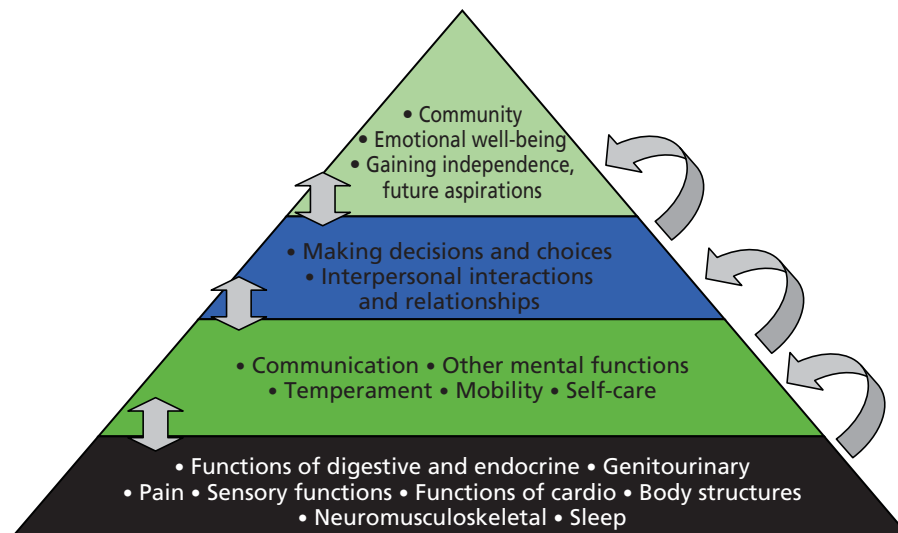 • Community
• Emotional well-being
• Gaining independence,
future aspirations
• Making decisions and choices
• Interpersonal interactions
and relationships
• Communication • Other mental functions
• Temperament • Mobility • Self-care
• Functions of digestive and endocrine • Genitourinary
• Pain • Sensory functions • Functions of cardio • Body structures
• Neuromusculoskeletal • Sleep